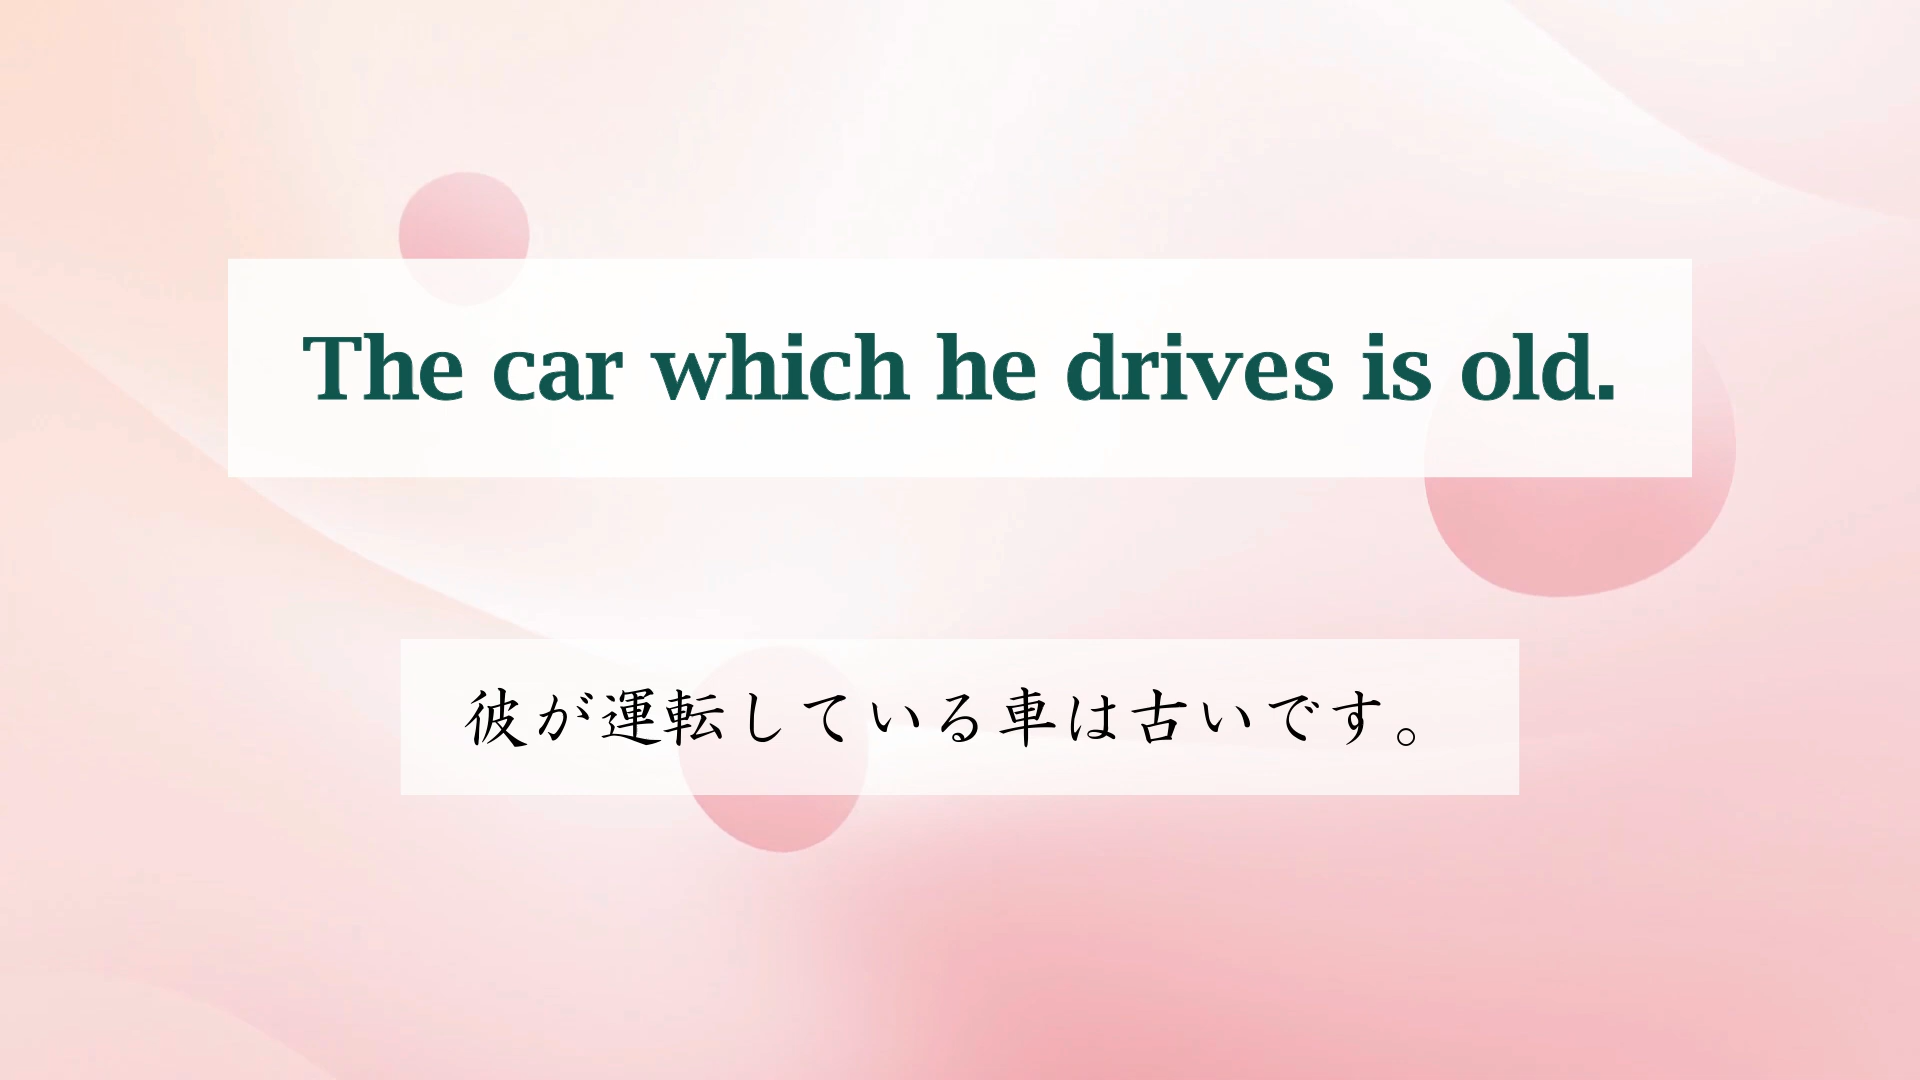 The car which he drives is old.
彼が運転している車は古いです。